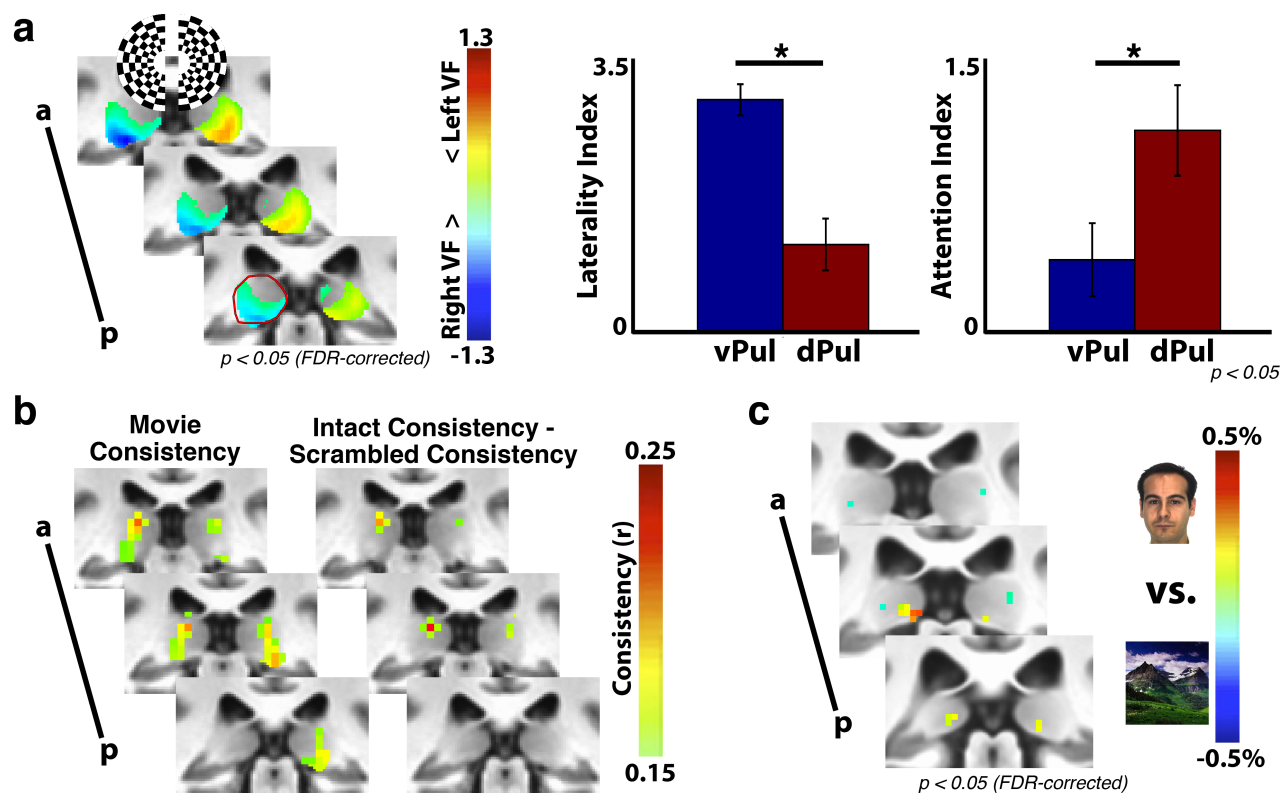 a
1.3
< Left VF
Right VF >
-1.3
a
p
p < 0.05 (FDR-corrected)
3.5
Laterality Index
0
*
vPul dPul
1.5
Attention Index
0
*
vPul dPul
p < 0.05
b
Movie
Consistency
Intact Consistency -
Scrambled Consistency
a
p
0.25
Consistency (r)
0.15
c
a
p
vs.
0.5%
-0.5%
p < 0.05 (FDR-corrected)